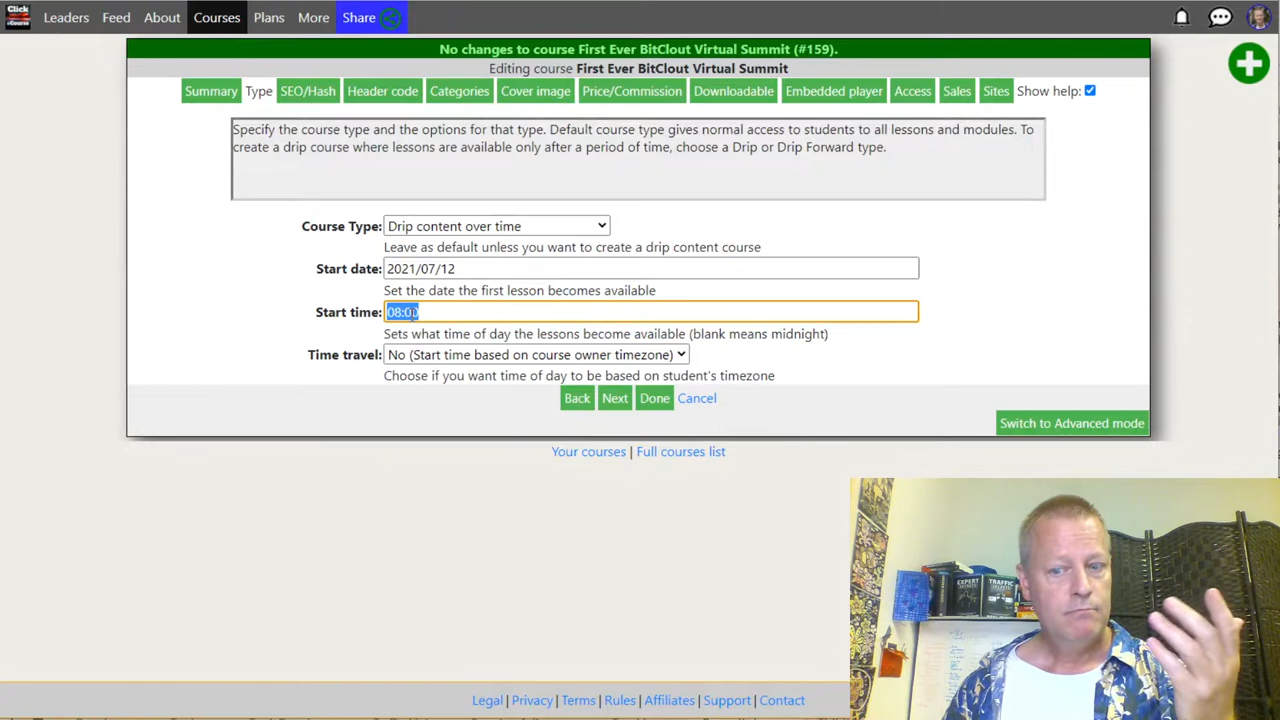 Click
eCourse
Leaders Feed About Courses Plans More Share
No changes to course First Ever BitClout Virtual Summit (#159).
Editing course First Ever BitClout Virtual Summit
Summary Type SEO/Hash Header code Categories Cover image Price/Commission Downloadable Embedded player Access Sales Sites Show help:
Specify the course type and the options for that type. Default course type gives normal access to students to all lessons and modules. To
create a drip course where lessons are available only after a period of time, choose a Drip or Drip Forward type.
Course Type: Drip content over time
Leave as default unless you want to create a drip content course
Start date: 2021/07/12
Set the date the first lesson becomes available
Start time: 08:00
Sets what time of day the lessons become available (blank means midnight)
Time travel: No (Start time based on course owner timezone)
Choose if you want time of day to be based on student's timezone
Back Next Done Cancel
Switch to Advanced mode
Your courses | Full courses list
EXPERT
SECRETS
TRAFFIC
SECRETS
Legal | Privacy | Terms | Rules | Affiliates | Support | Contact